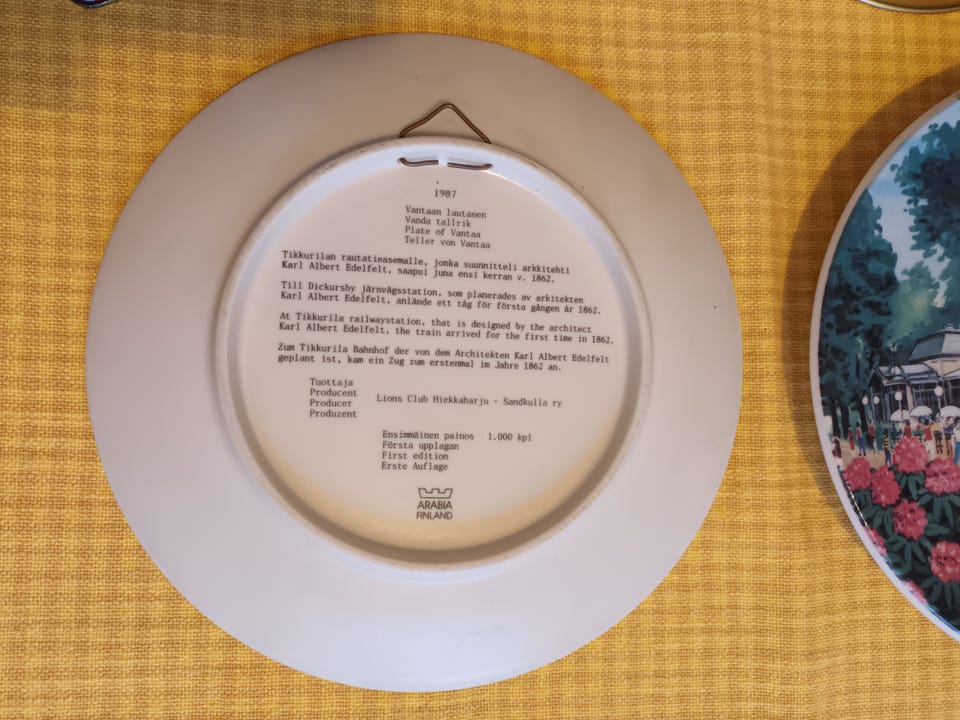 1987
Vantaan lautanen
Vanda tallrik
Plate of Vantaa
Teller von Vantaa
Tikkurilan rautatieasemalle, jonka suunnitteli arkkitehti
Karl Albert Edelfelt, saapui juna ensi kerran v. 1862.
Till Dickursby järnvägsstation, som planerades av arkitekten
Karl Albert Edelfelt, anlände ett tåg för första gången år 1862.
At Tikkurila railwaystation, that is designed by the architect
Karl Albert Edelfelt, the train arrived for the first time in 1862.
Zum Tikkurila Bahnhof der von dem Architekten Karl Albert Edelfelt
geplant ist, kam ein Zug zum erstenmal im Jahre 1862 an.
Tuottaja
Producent
Producer
Produzent
Lions Club Hiekkaharju - Sandkulla ry
Ensimmäinen painos 1.000 kpl
Första upplagan
First edition
Erste Auflage
ARABIA
FINLAND